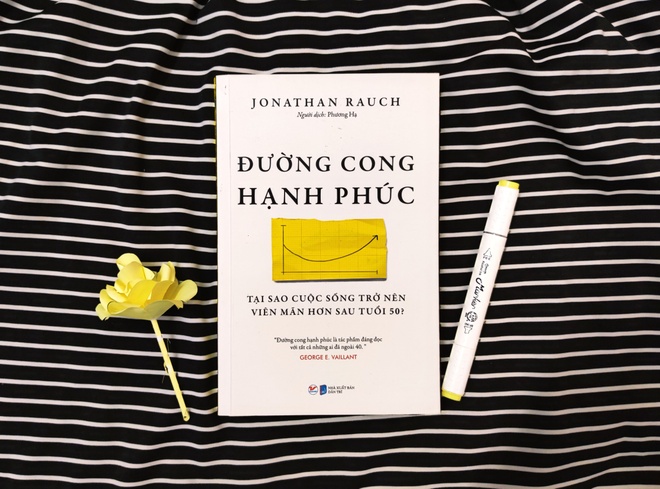 JONATHAN RAUCH
Người dịch: Phương Hạ
ĐƯỜNG CONG
HẠNH PHÚC
TẠI SAO CUỘC SỐNG TRỞ NÊN
VIÊN MÃN HƠN SAU TUỔI 50?
"Đường cong hạnh phúc là tác phẩm đáng đọc
với tất cả những ai đã ngoài 40. "
GEORGE E. VAILLANT
NHÀ XUẤT BẢN
DÂN TRÍ
Marker